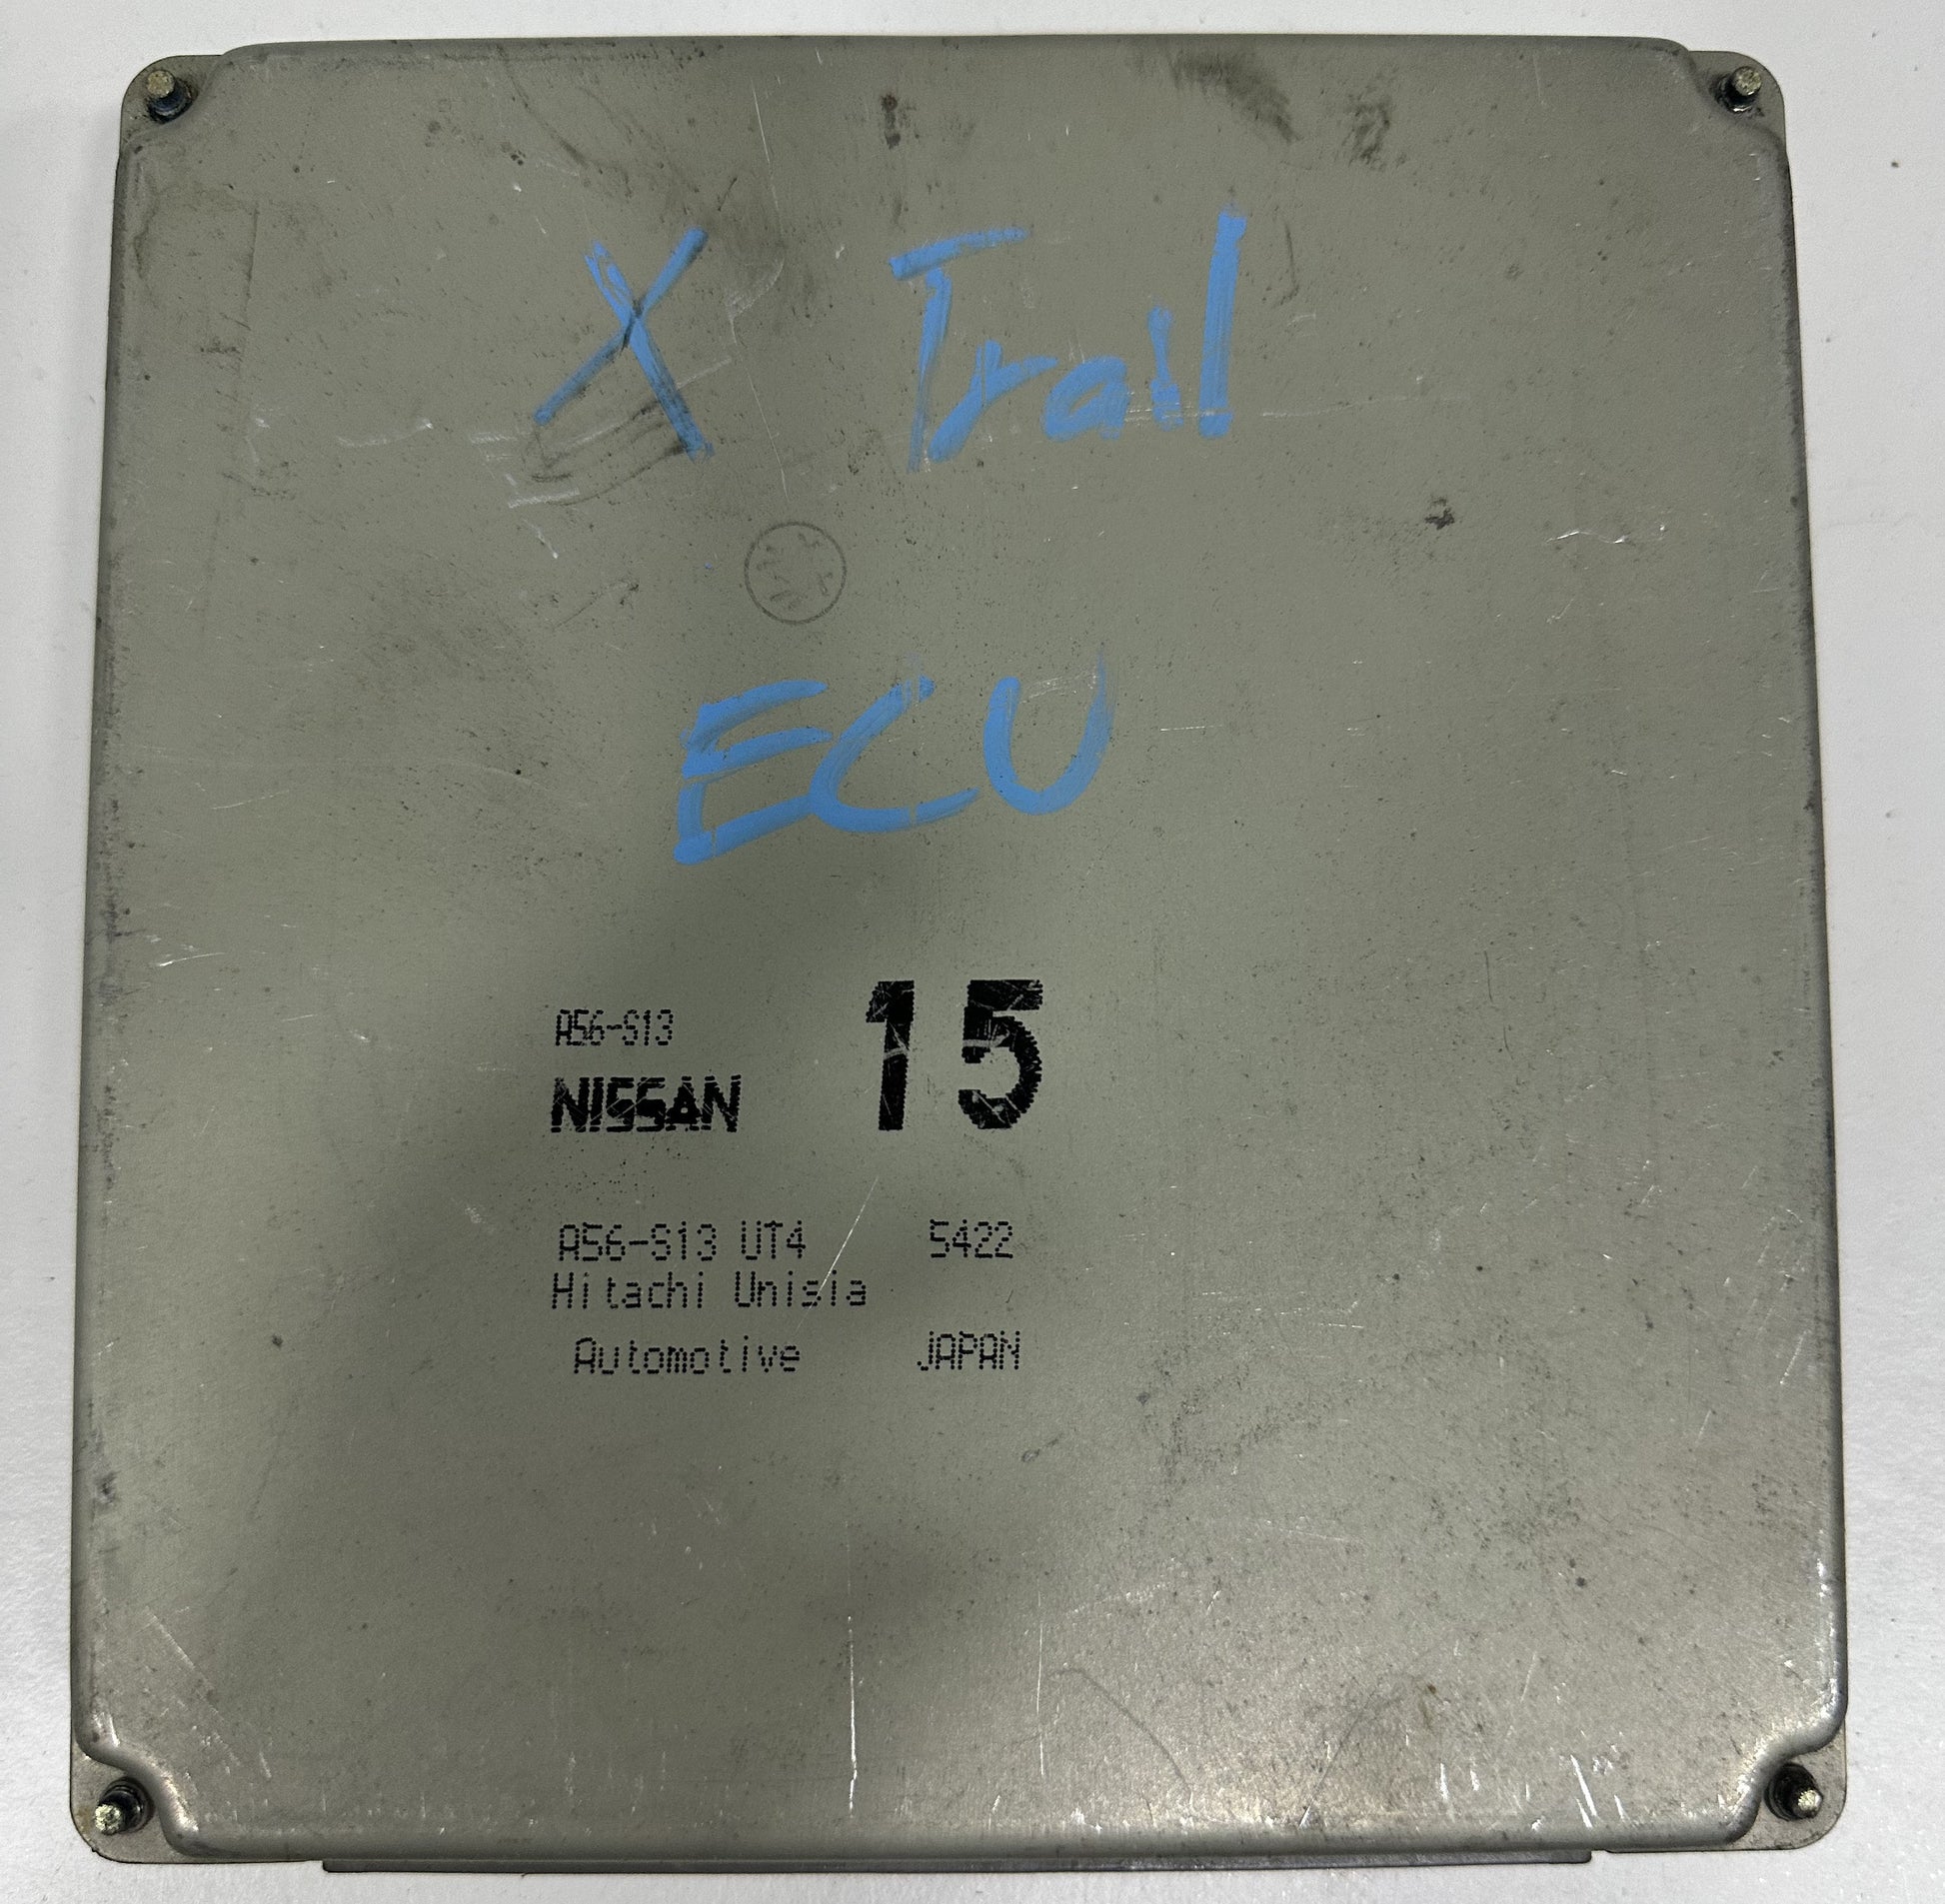 X Trail
ECU
A56-S13
NISSAN 15
A56-S13 UT4 5422
Hitachi Unisia
Automotive JAPAN